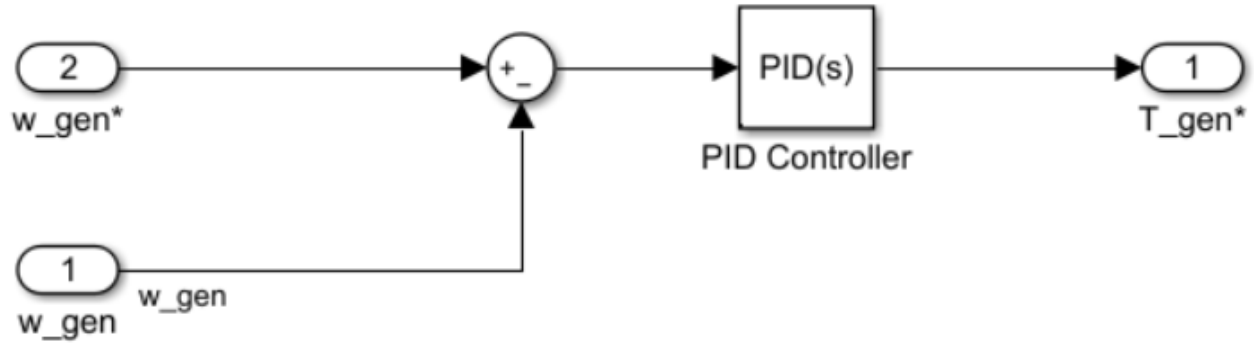 2
w_gen*
+
−
PID(s)
PID Controller
1
T_gen*
1
w_gen
w_gen